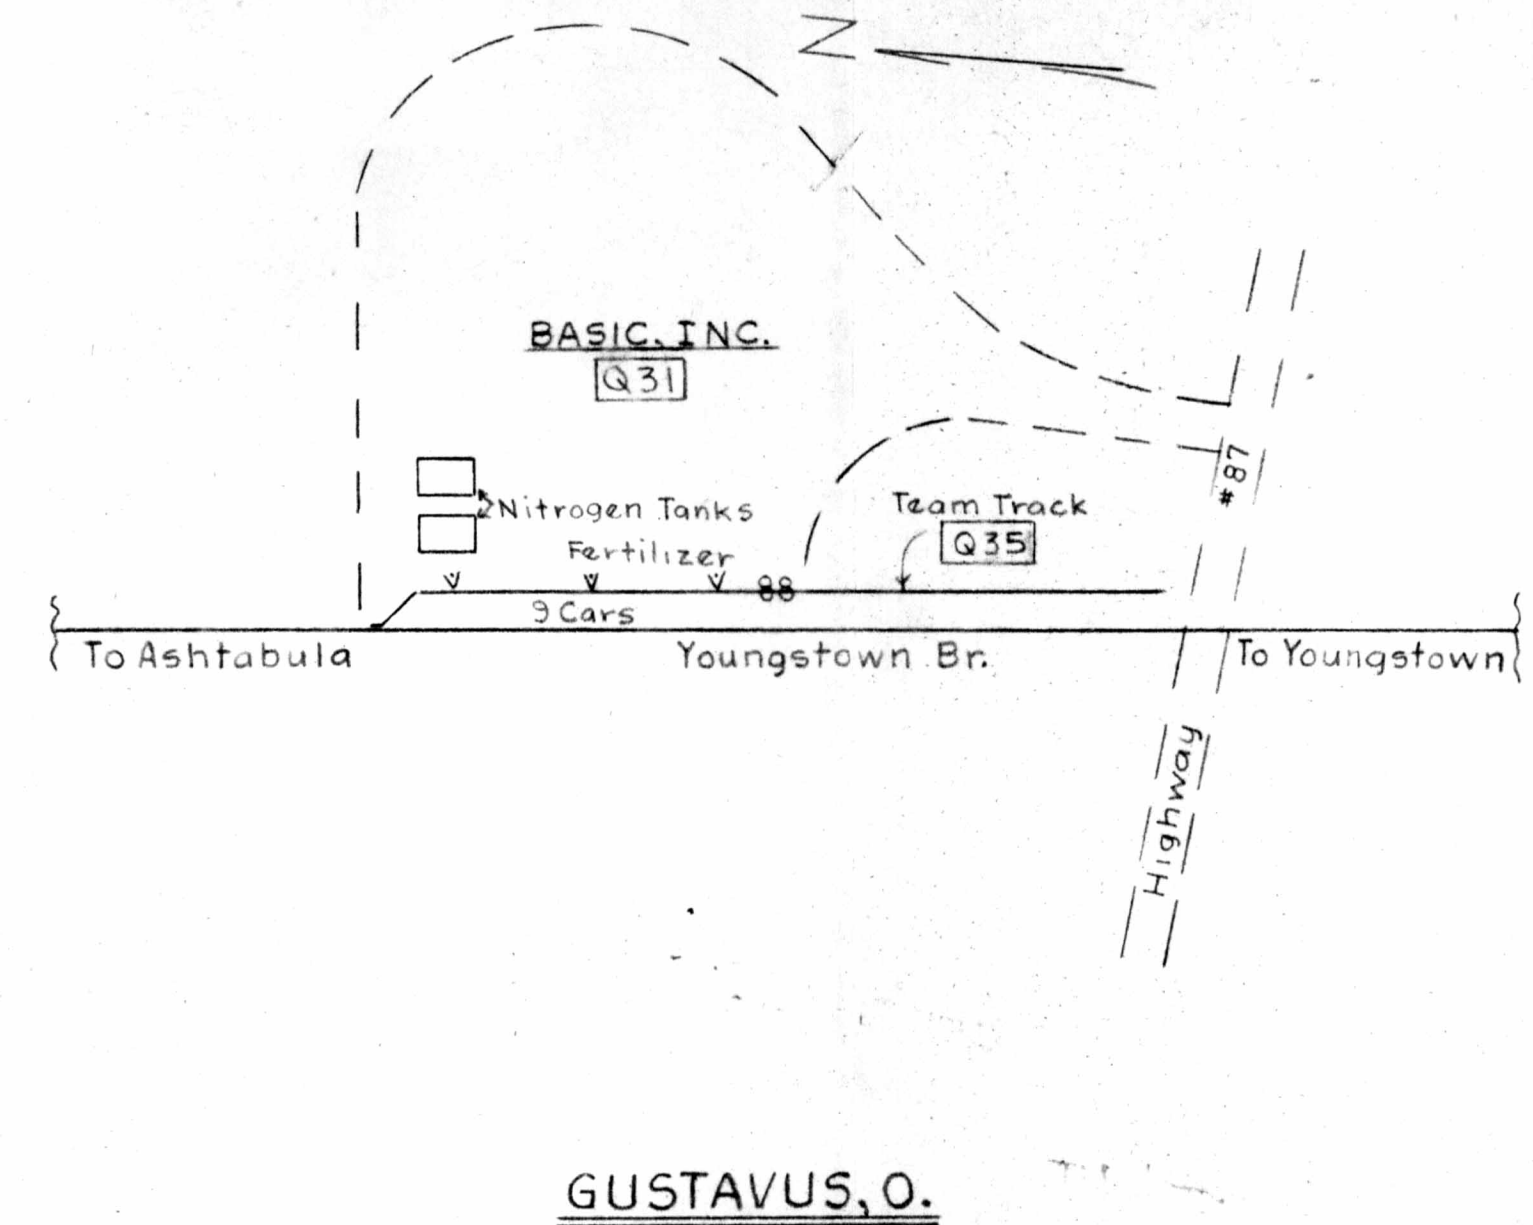 N
BASIC, INC.
Q31
Nitrogen Tanks
Fertilizer
Team Track
Q35
#87
9 Cars
To Ashtabula
Youngstown Br.
To Youngstown
Highway
GUSTAVUS, O.